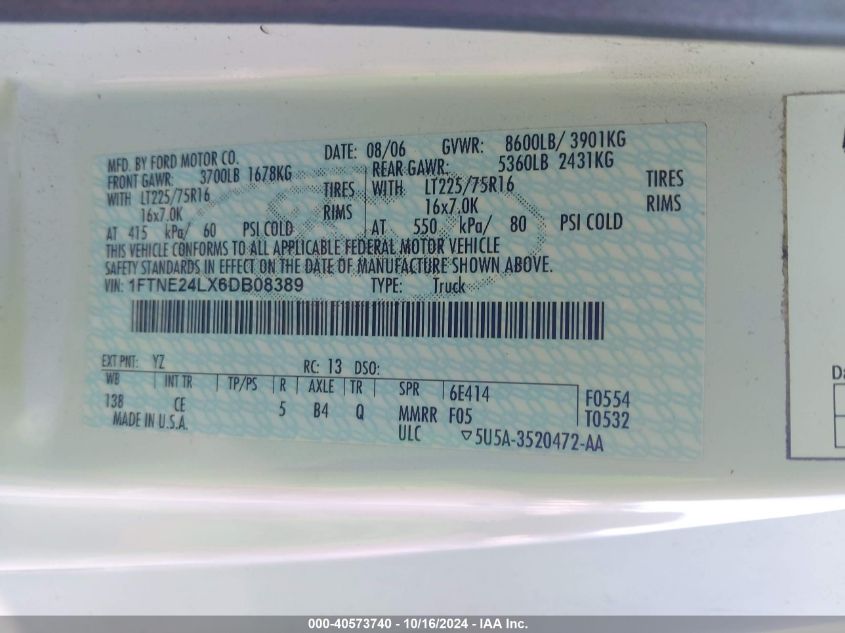 MFD. BY FORD MOTOR CO.
DATE: 08/06 GVWR: 8600LB/ 3901KG
FRONT GAWR: 3700LB 1678KG
REAR GAWR: 5360LB 2431KG
WITH LT225/75R16 TIRES
WITH LT225/75R16 TIRES
16x7.0K RIMS
16x7.0K RIMS
AT 415 kPa/ 60 PSI COLD
AT 550 kPa/ 80 PSI COLD
THIS VEHICLE CONFORMS TO ALL APPLICABLE FEDERAL MOTOR VEHICLE
SAFETY STANDARDS IN EFFECT ON THE DATE OF MANUFACTURE SHOWN ABOVE.
VIN: 1FTNE24LX6DB08389 TYPE: Truck
EXT PNT: YZ RC: 13 DSO:
WB INT TR TP/PS R AXLE TR SPR 6E414 F0554
138 CE 5 B4 Q MMRR F05 T0532
MADE IN U.S.A. ULC ▽5U5A-3520472-AA
Da
000-40573740 - 10/16/2024 - IAA Inc.